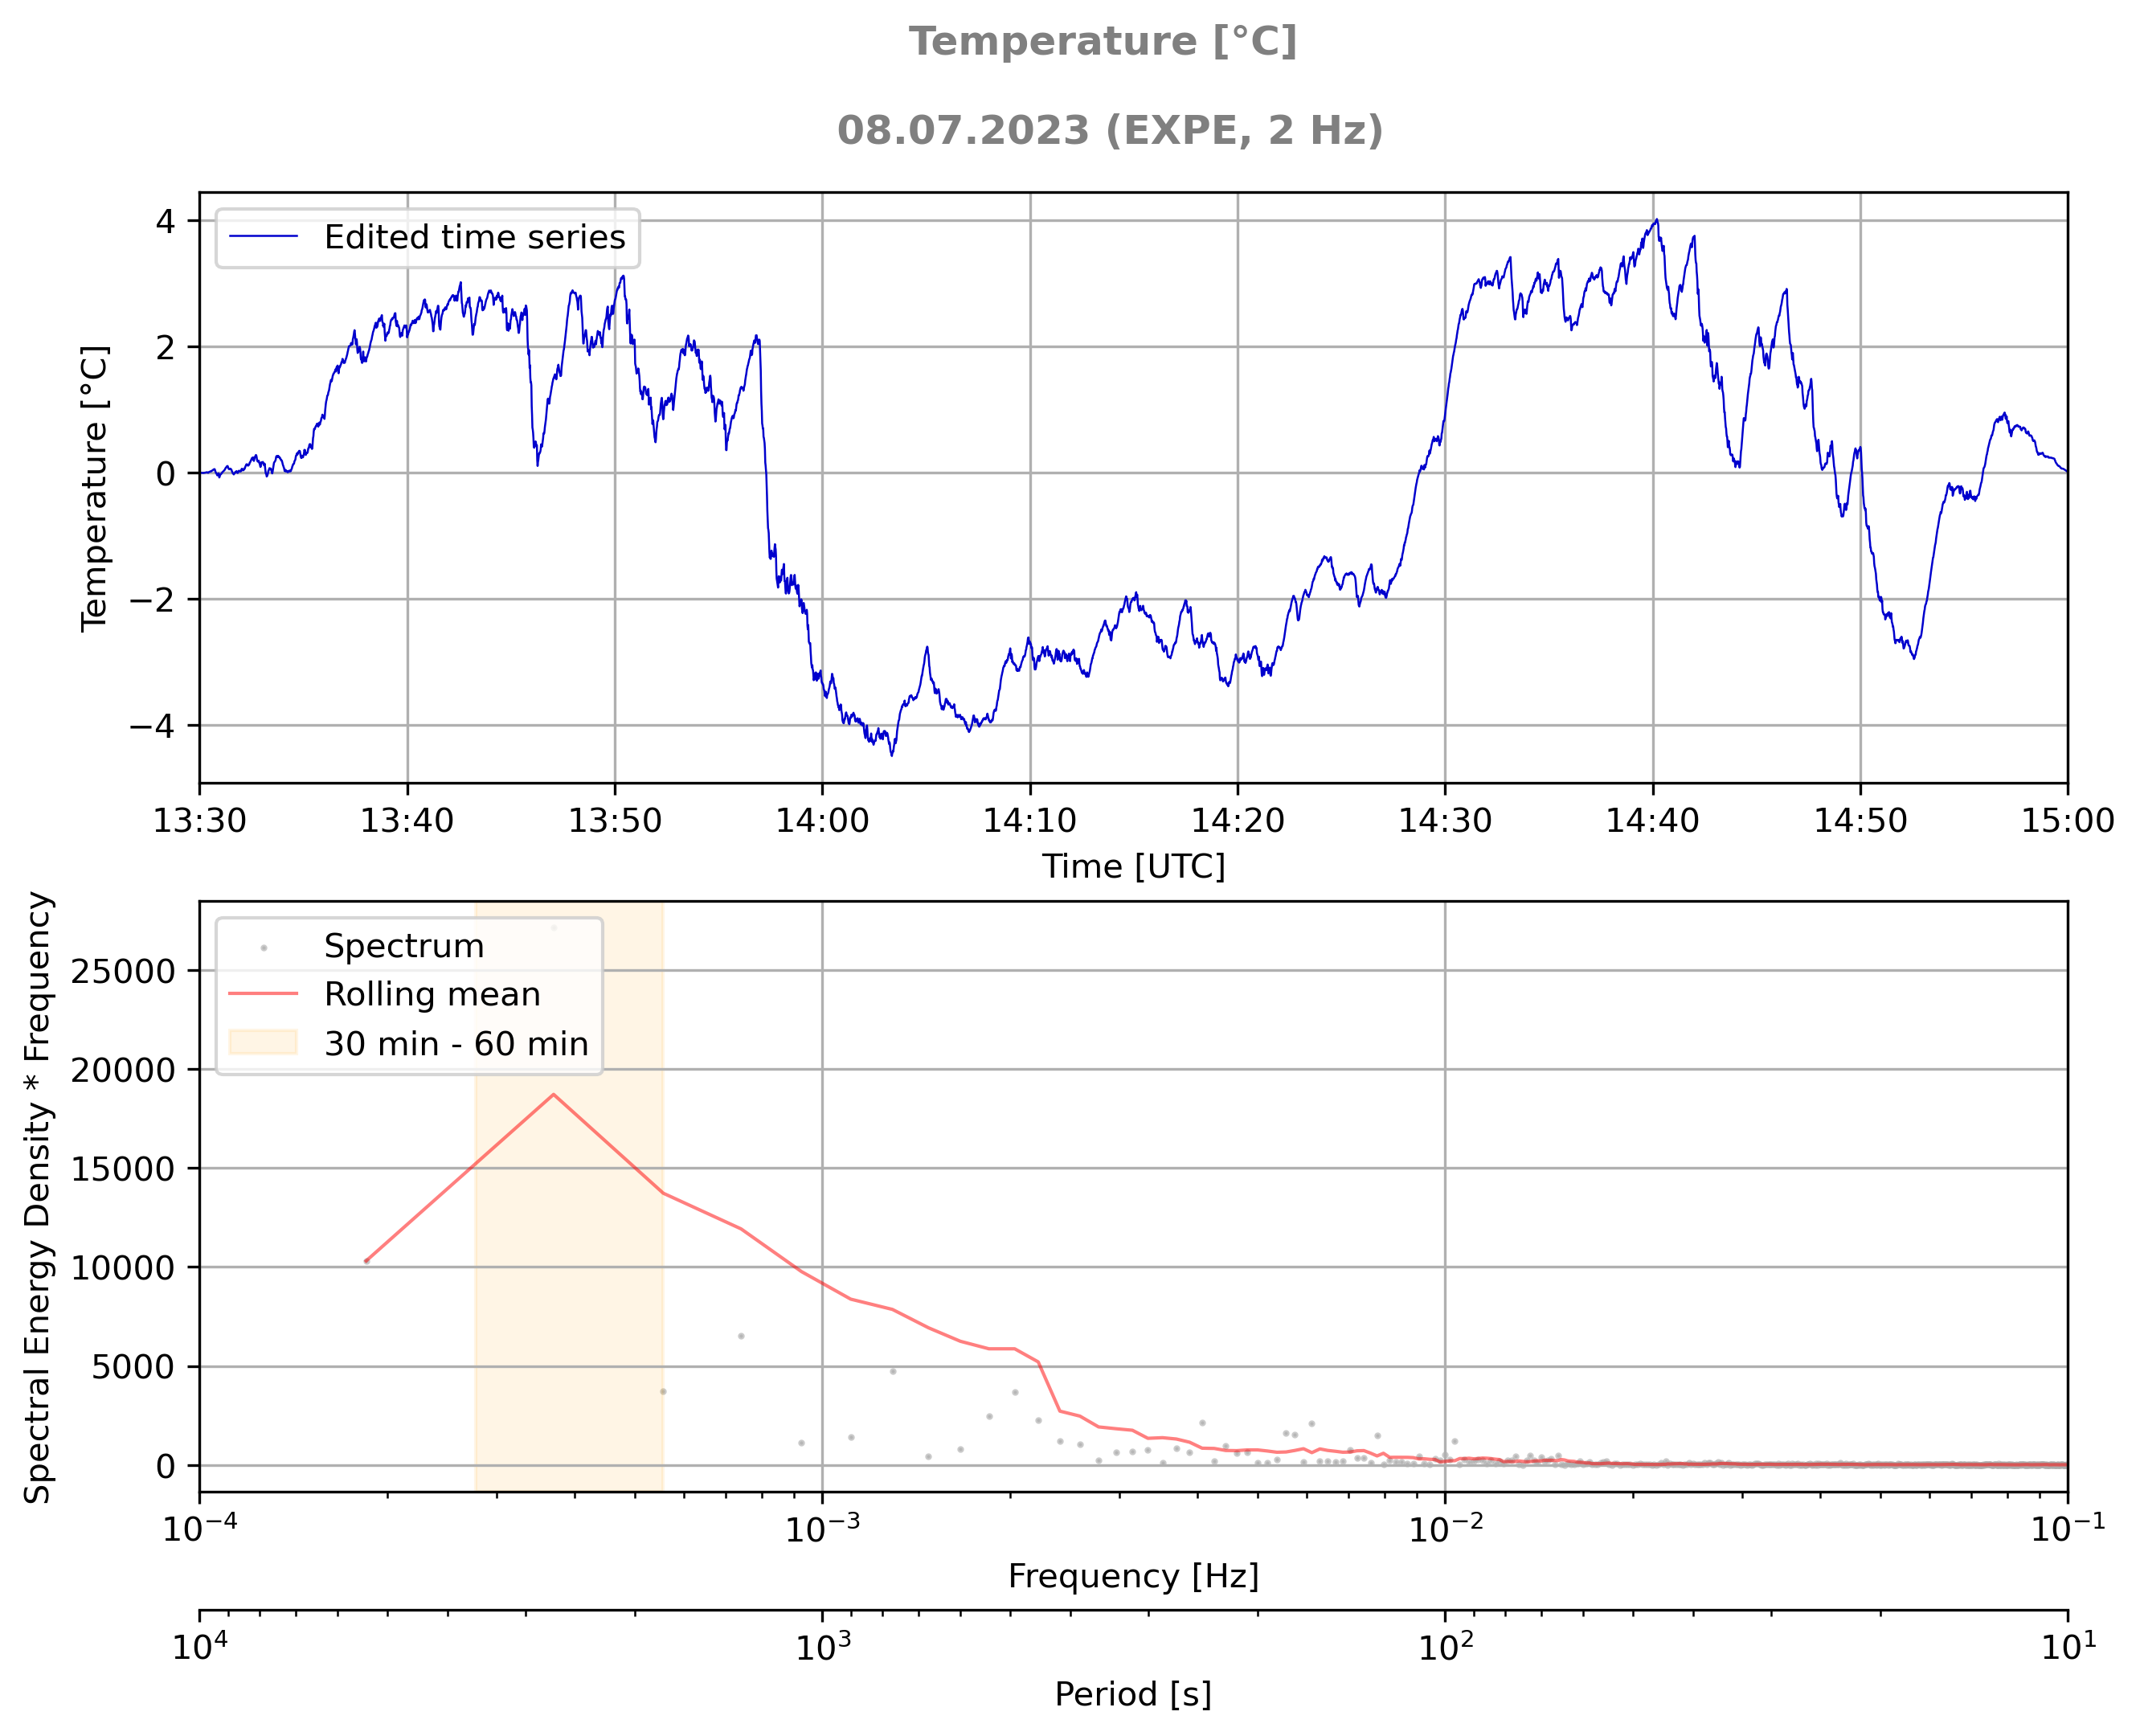 Temperature [°C]
08.07.2023 (EXPE, 2 Hz)
Edited time series
Temperature [°C]
4
2
0
−2
−4
13:30 13:40 13:50 14:00 14:10 14:20 14:30 14:40 14:50 15:00
Time [UTC]
Spectrum
Rolling mean
30 min - 60 min
Spectral Energy Density * Frequency
25000
20000
15000
10000
5000
0
10⁻⁴ 10⁻³ 10⁻² 10⁻¹
Frequency [Hz]
10⁴ 10³ 10² 10¹
Period [s]